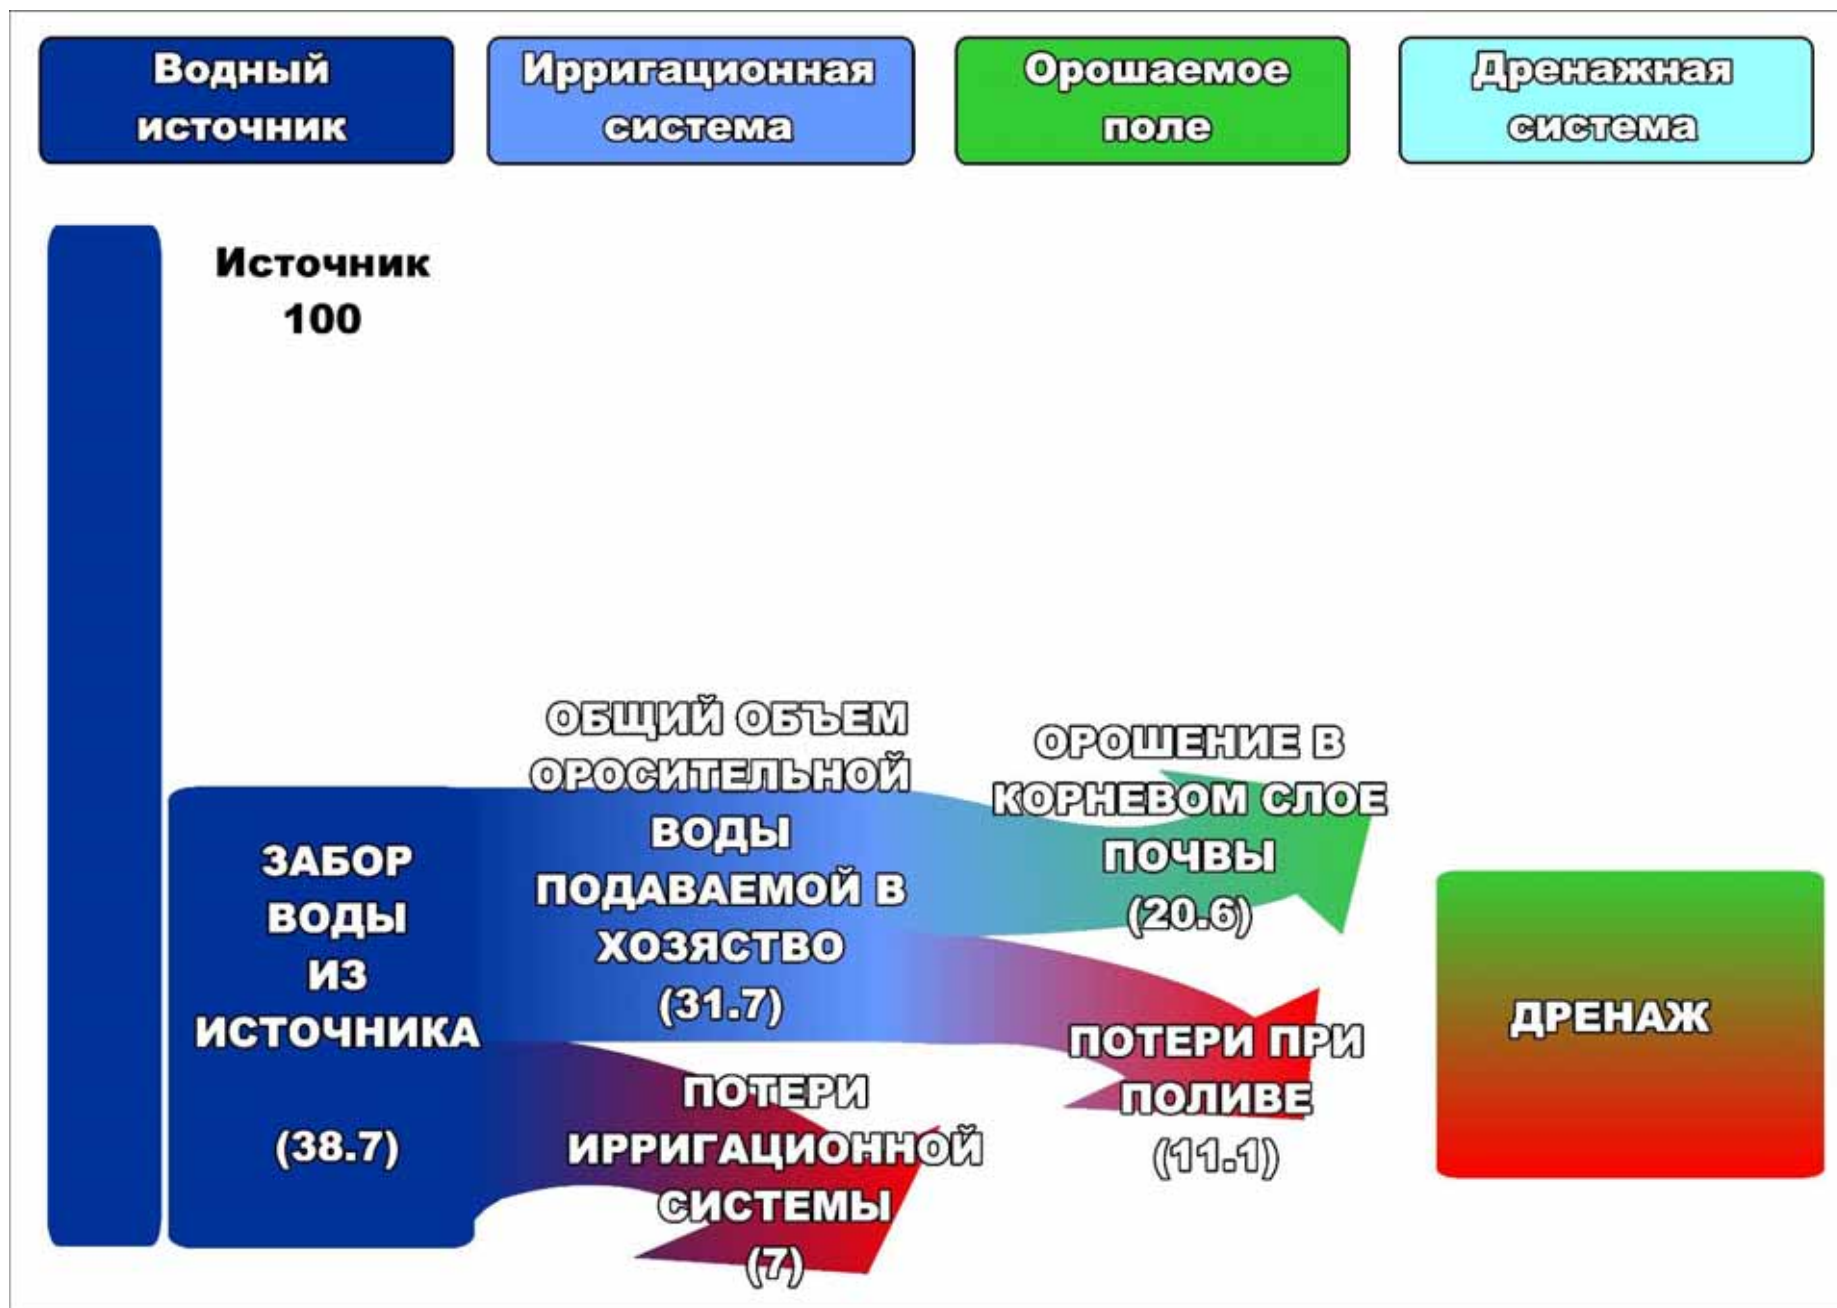 Водный
источник
Ирригационная
система
Орошаемое
поле
Дренажная
система
Источник
100
ЗАБОР
ВОДЫ
ИЗ
ИСТОЧНИКА
(38.7)
ОБЩИЙ ОБЪЕМ
ОРОСИТЕЛЬНОЙ
ВОДЫ
ПОДАВАЕМОЙ В
ХОЗЯСТВО
(31.7)
ПОТЕРИ
ИРРИГАЦИОННОЙ
СИСТЕМЫ
(7)
ОРОШЕНИЕ В
КОРНЕВОМ СЛОЕ
ПОЧВЫ
(20.6)
ПОТЕРИ ПРИ
ПОЛИВЕ
(11.1)
ДРЕНАЖ